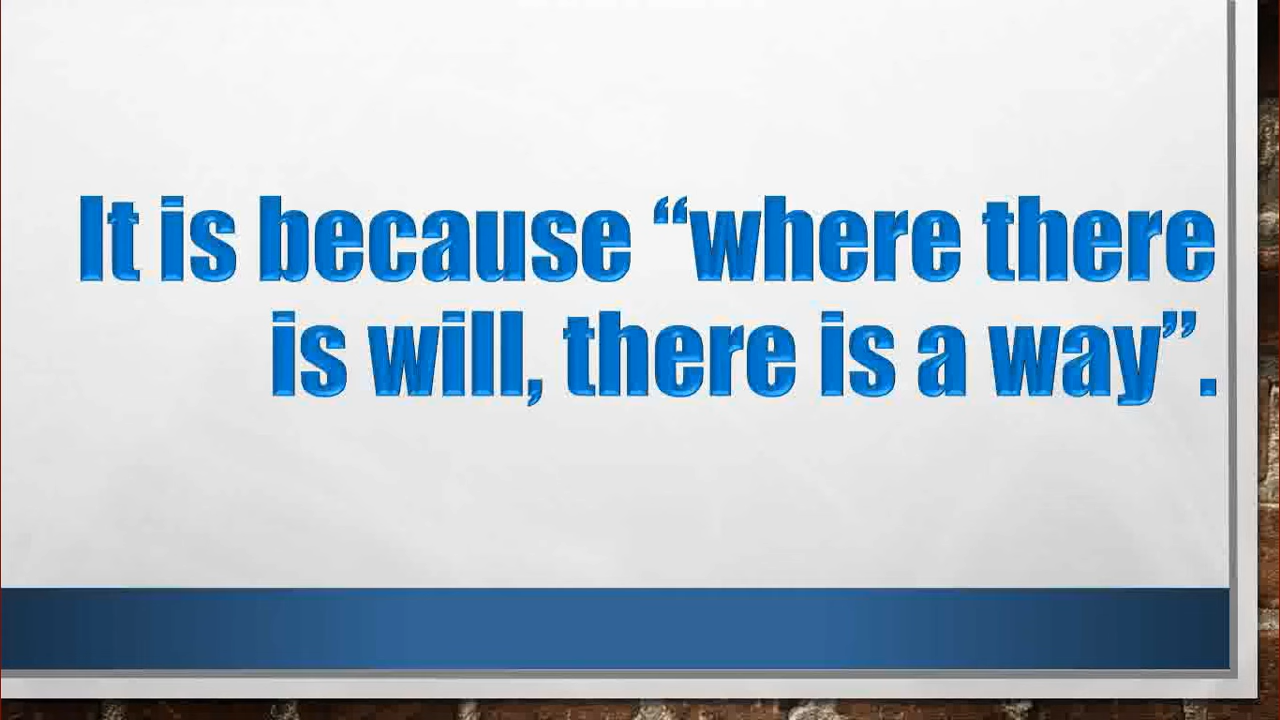 It is because “where there
is will, there is a way” .